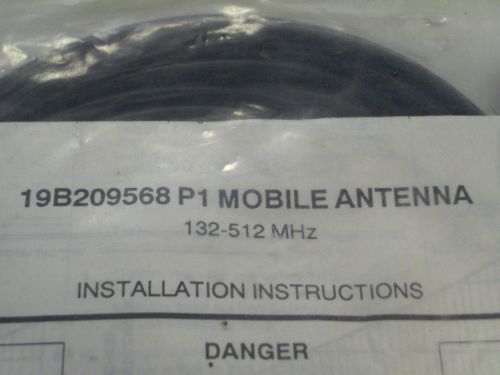 19B209568 P1 MOBILE ANTENNA
132-512 MHz
INSTALLATION INSTRUCTIONS
DANGER